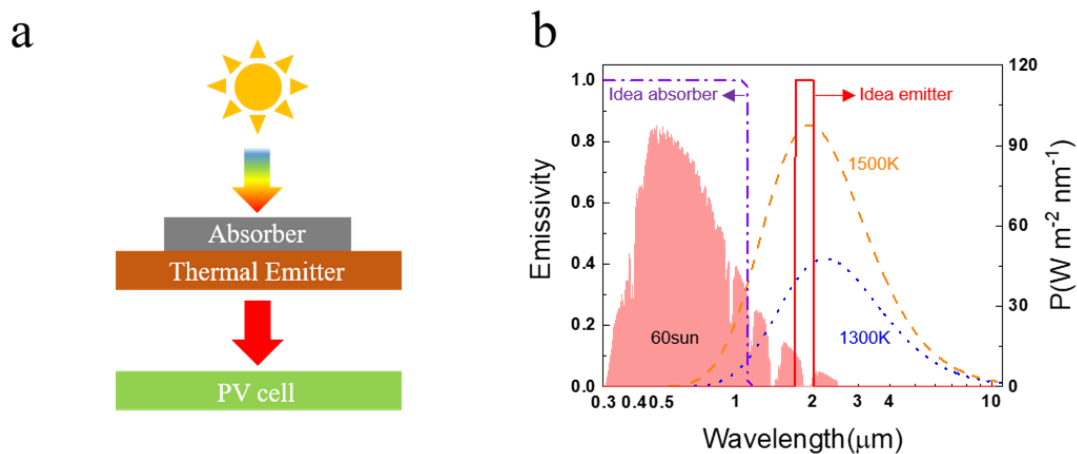 a
Absorber
Thermal Emitter
PV cell
b
Emissivity
1.0
0.8
0.6
0.4
0.2
0.0
Idea absorber
Idea emitter
1500K
1300K
60sun
120
90
60
30
0
P(W m-2 nm-1)
0.3 0.4 0.5 1 2 3 4 10
Wavelength(μm)